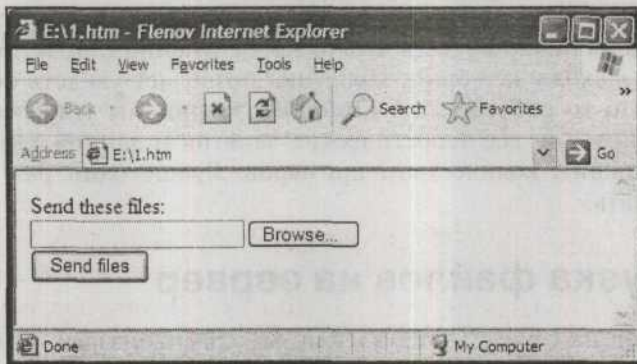 E:\1.htm - Flenov Internet Explorer
File Edit View Favorites Tools Help
Back Search Favorites »
Address E:\1.htm Go
Send these files:
Browse...
Send files
Done My Computer